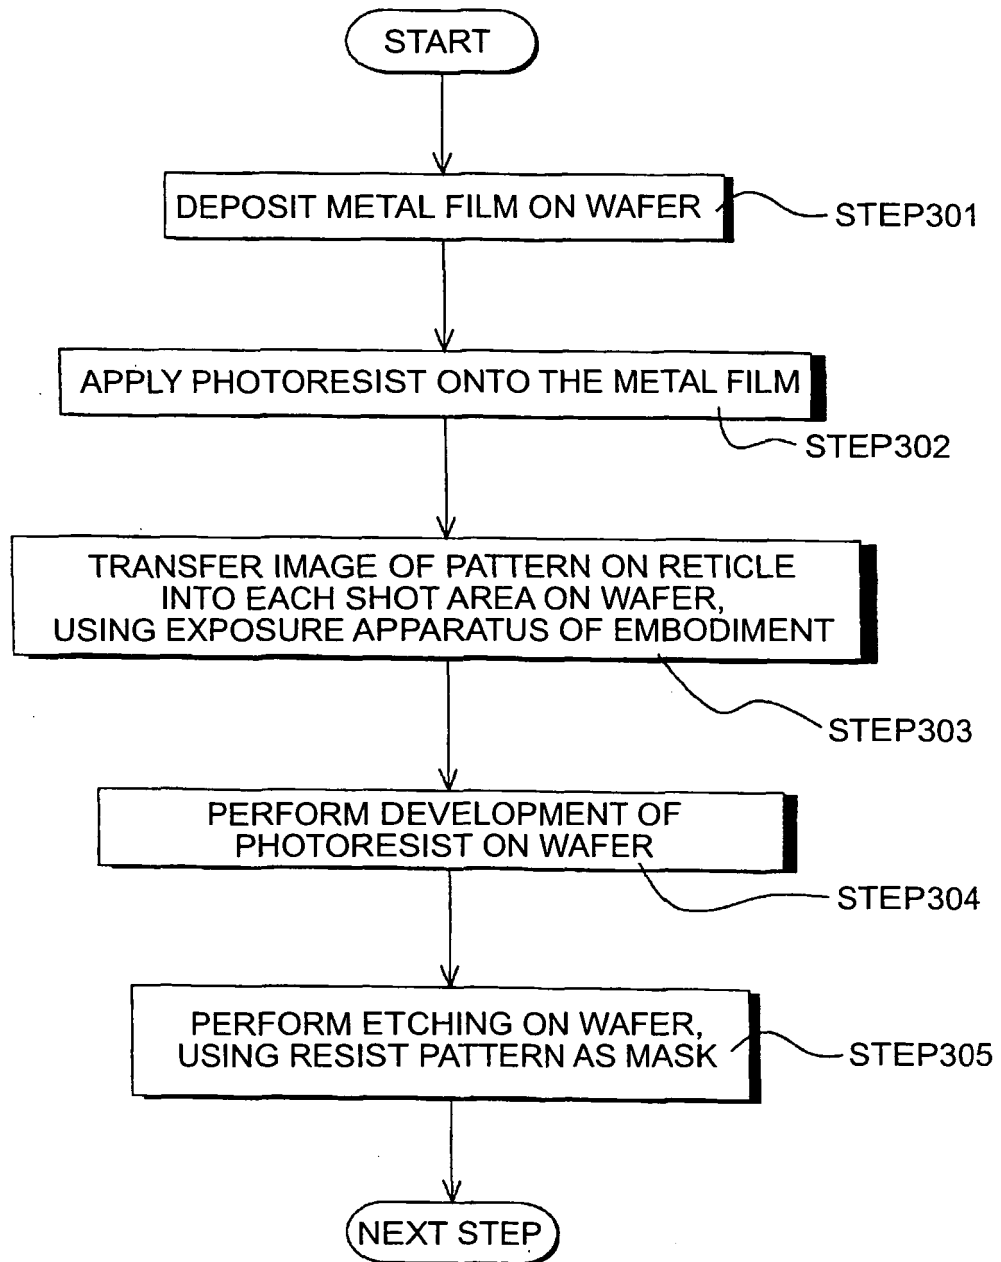 START
DEPOSIT METAL FILM ON WAFER
STEP301
APPLY PHOTORESIST ONTO THE METAL FILM
STEP302
TRANSFER IMAGE OF PATTERN ON RETICLE
INTO EACH SHOT AREA ON WAFER,
USING EXPOSURE APPARATUS OF EMBODIMENT
STEP303
PERFORM DEVELOPMENT OF
PHOTORESIST ON WAFER
STEP304
PERFORM ETCHING ON WAFER,
USING RESIST PATTERN AS MASK
STEP305
NEXT STEP